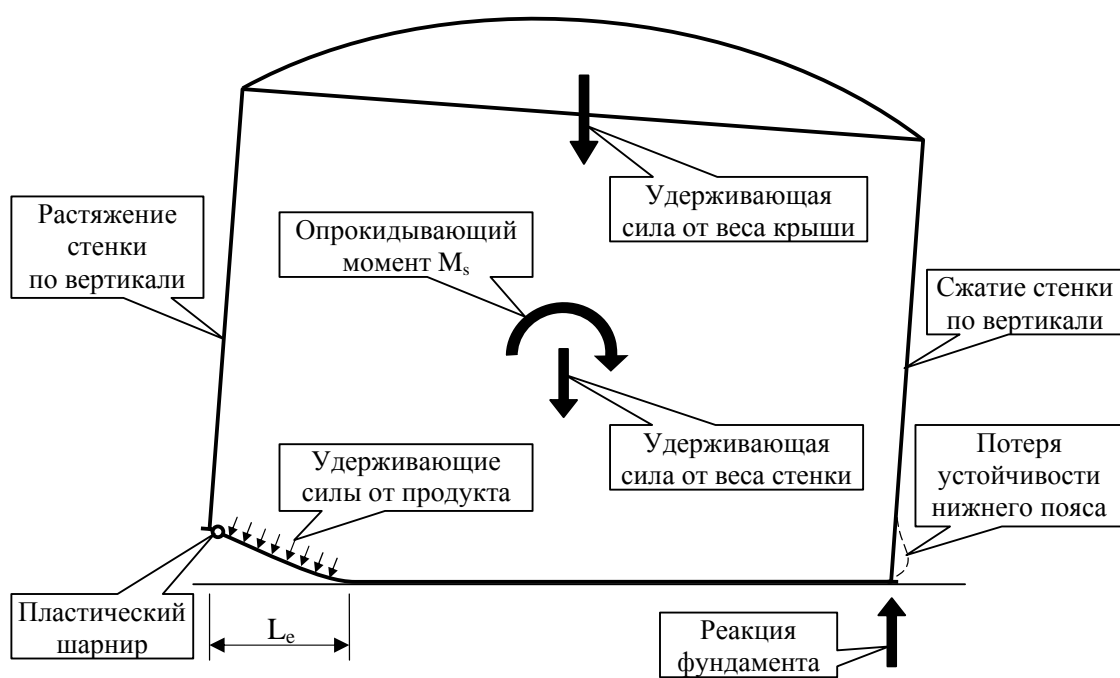 Удерживающая
сила от веса крыши
Растяжение
стенки
по вертикали
Опрокидывающий
момент Mₛ
Сжатие стенки
по вертикали
Удерживающие
силы от продукта
Удерживающая
сила от веса стенки
Потеря
устойчивости
нижнего пояса
Пластический
шарнир
Lₑ
Реакция
фундамента